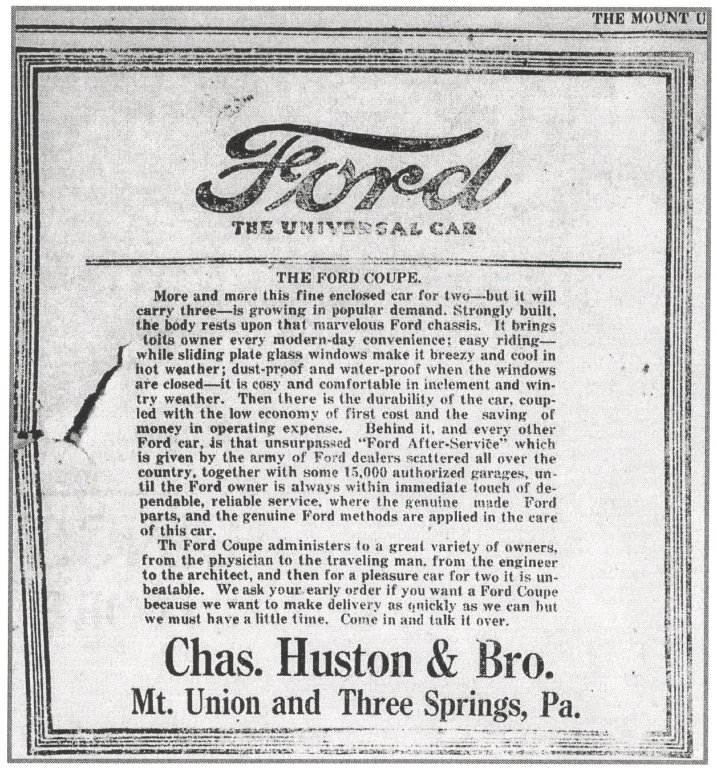 THE MOUNT U
Ford
THE UNIVERSAL CAR
THE FORD COUPE.
More and more this fine enclosed car for two—but it will
carry three—is growing in popular demand. Strongly built,
the body rests upon that marvelous Ford chassis. It brings
toits owner every modern-day convenience: easy riding—
while sliding plate glass windows make it breezy and cool in
hot weather; dust-proof and water-proof when the windows
are closed—it is cosy and comfortable in inclement and win-
try weather. Then there is the durability of the car, coup-
led with the low economy of first cost and the saving of
money in operating expense. Behind it, and every other
Ford car, is that unsurpassed "Ford After-Service" which
is given by the army of Ford dealers scattered all over the
country, together with some 15,000 authorized garages, un-
til the Ford owner is always within immediate touch of de-
pendable, reliable service, where the genuine made Ford
parts, and the genuine Ford methods are applied in the care
of this car.
Th Ford Coupe administers to a great variety of owners,
from the physician to the traveling man, from the engineer
to the architect, and then for a pleasure car for two it is un-
beatable. We ask your early order if you want a Ford Coupe
because we want to make delivery as quickly as we can but
we must have a little time. Come in and talk it over.
Chas. Huston & Bro.
Mt. Union and Three Springs, Pa.